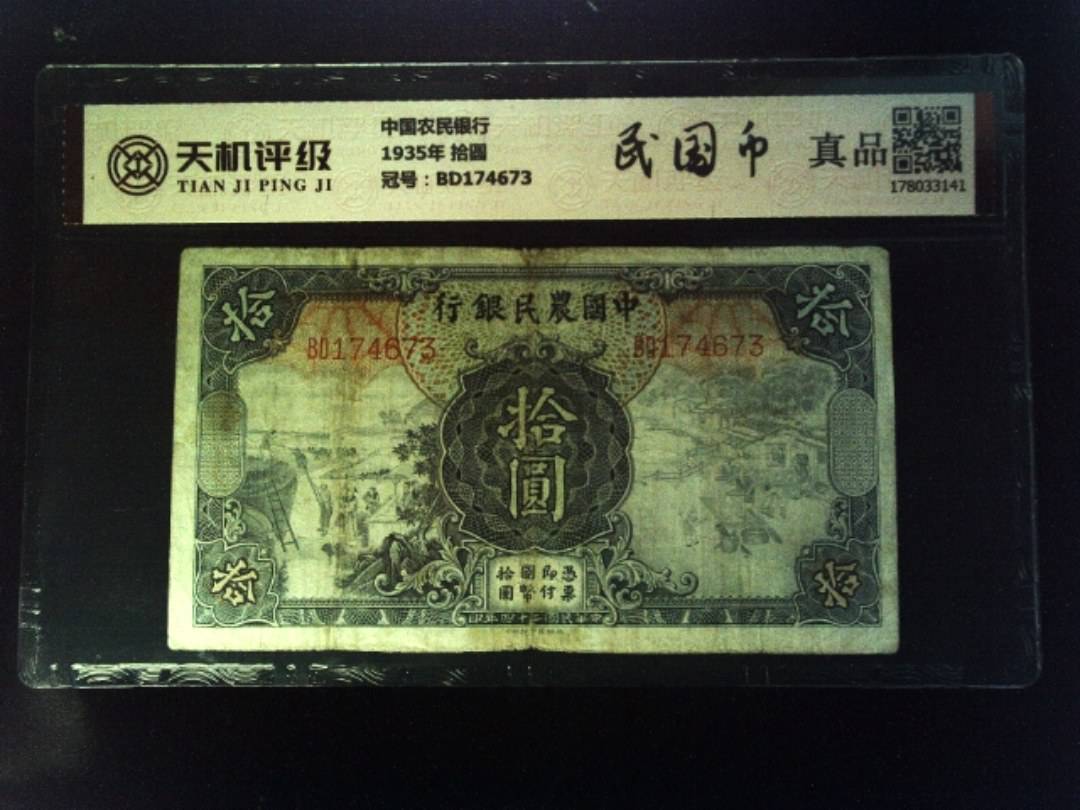 天机评级
TIAN JI PING JI
中国农民银行
1935年 拾圆
冠号：BD174673
民国币
真品
178033141
拾
行銀民農國中
拾
BD174673
BD174673
拾
圓
拾
憑票
即付
國幣
拾圓
拾